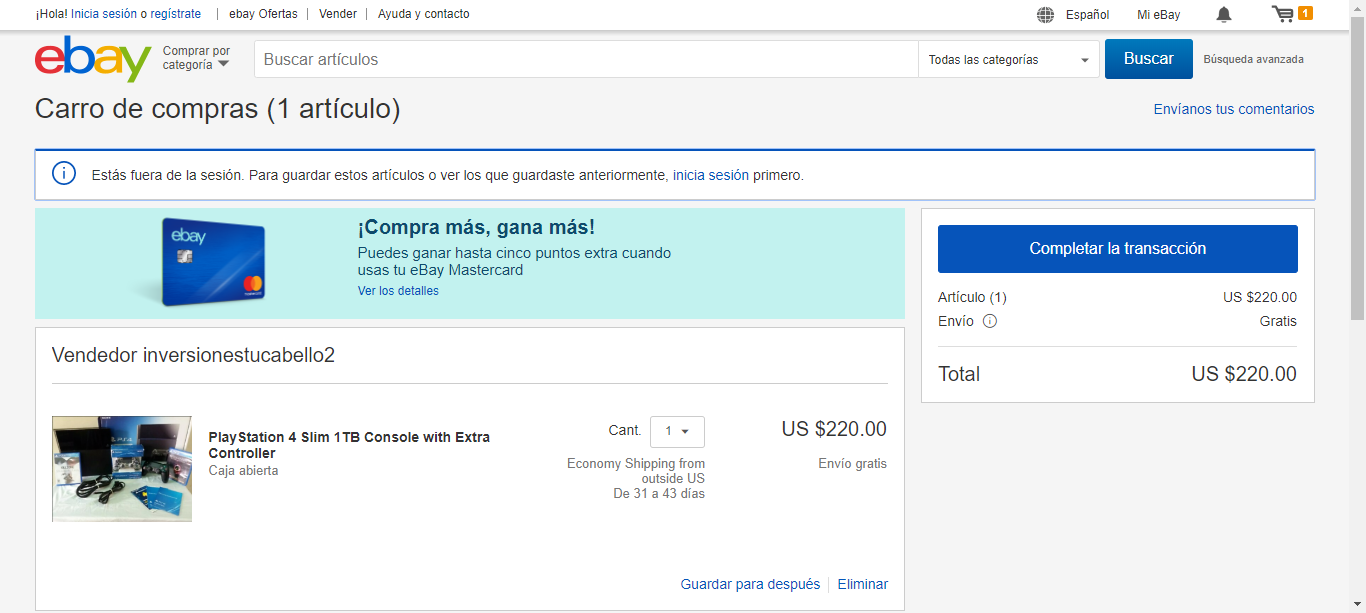 ¡Hola! Inicia sesión o regístrate | ebay Ofertas | Vender | Ayuda y contacto
Español Mi eBay 1
ebay Comprar por categoría
Buscar artículos
Todas las categorías
Buscar
Búsqueda avanzada
Carro de compras (1 artículo)
Envíanos tus comentarios
Estás fuera de la sesión. Para guardar estos artículos o ver los que guardaste anteriormente, inicia sesión primero.
ebay
¡Compra más, gana más!
Puedes ganar hasta cinco puntos extra cuando
usas tu eBay Mastercard
Ver los detalles
Completar la transacción
Artículo (1) US $220.00
Envío Gratis
Total US $220.00
Vendedor inversionestucabello2
PlayStation 4 Slim 1TB Console with Extra
Controller
Caja abierta
Cant. 1
Economy Shipping from
outside US
De 31 a 43 días
US $220.00
Envío gratis
Guardar para después | Eliminar